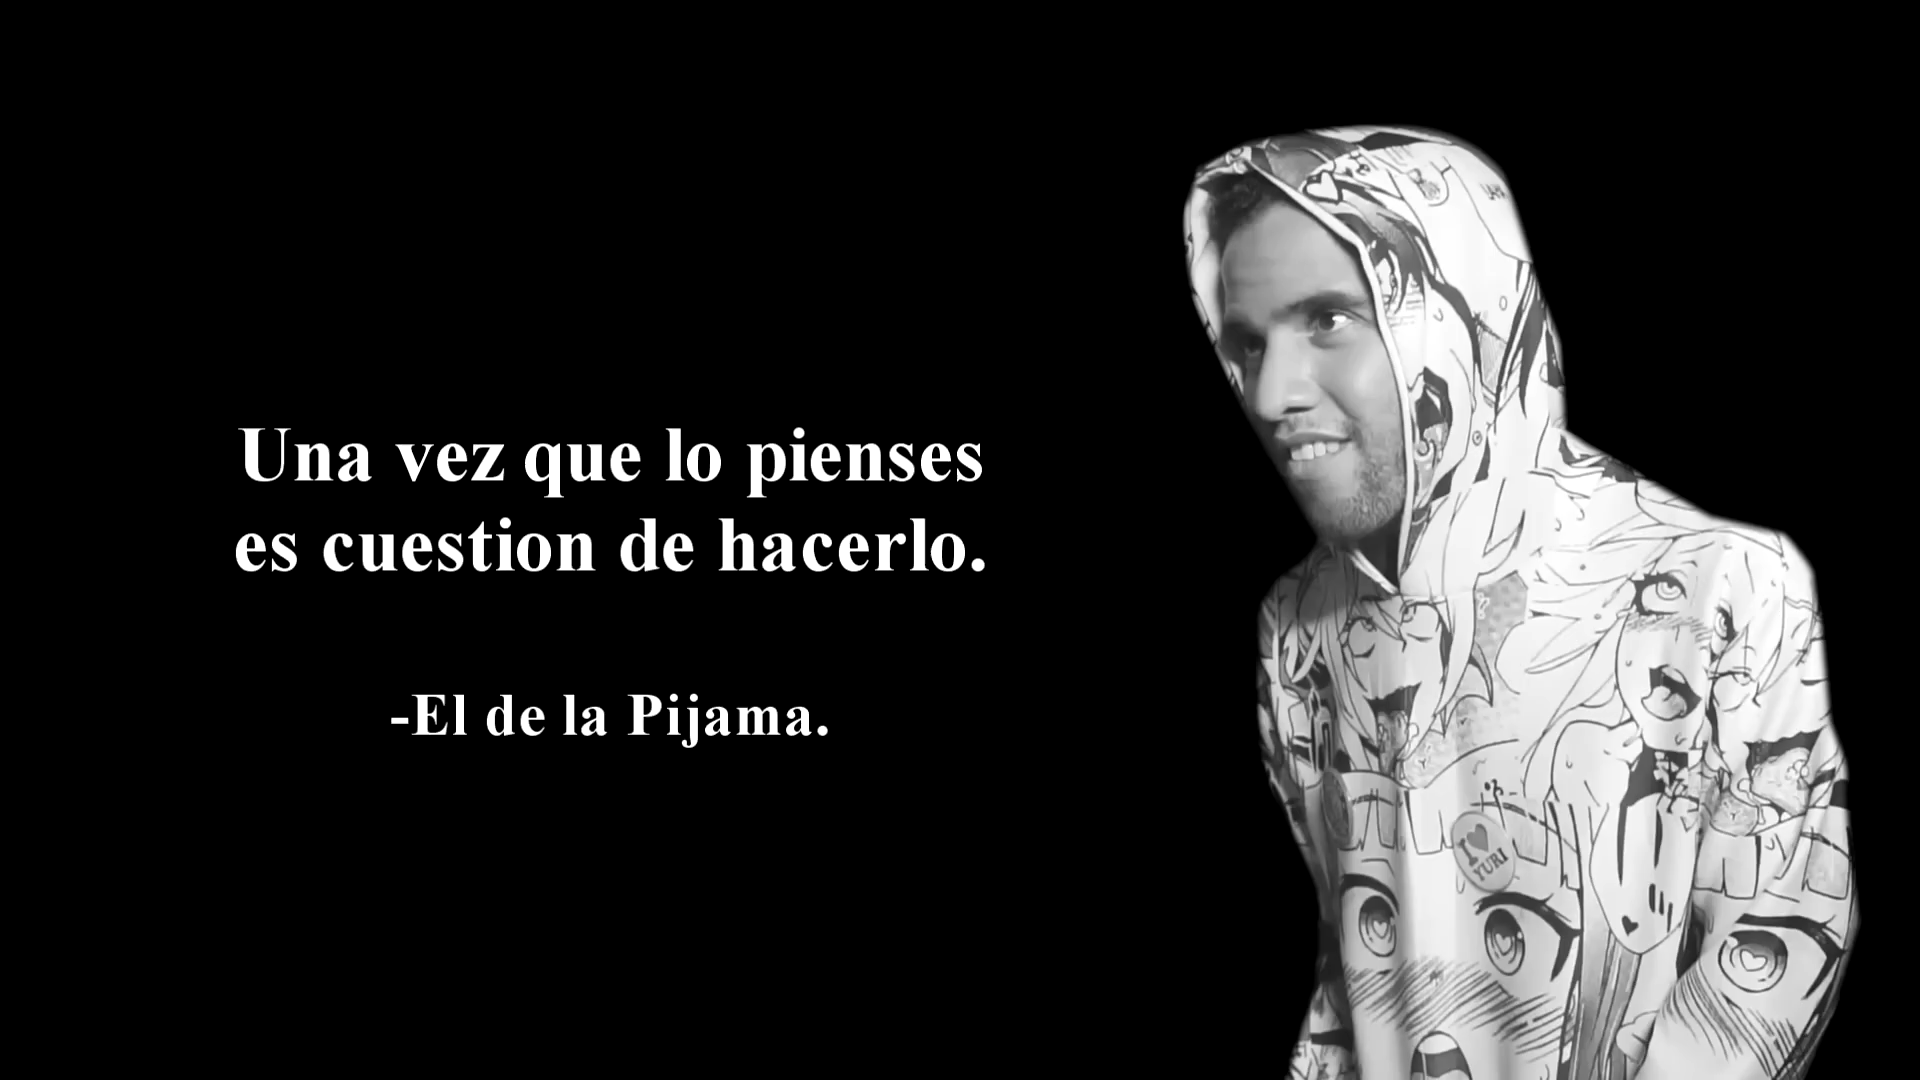 Una vez que lo pienses
es cuestion de hacerlo.
-El de la Pijama.
I ♥
YURI